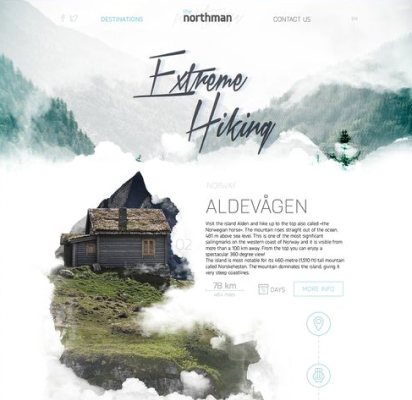 DESTINATIONS
the
northman
CONTACT US
EN
Extreme
Hiking
NORWAY
ALDEVÅGEN
02
Visit the island Alden and hike up to the top also called «the
Norwegian horse». The mountain rises straight out of the ocean,
481 m above sea level. This is one of the most significant
sailingmarks on the western coast of Norway and it is visible from
more than a 100 km away. From the top you can enjoy a
spectacular 360 degree view!
The island is most notable for its 460-metre (1,510 ft) tall mountain
called Norskehesten. The mountain dominates the island, giving it
very steep coastlines.
78 km
DAYS
MORE INFO